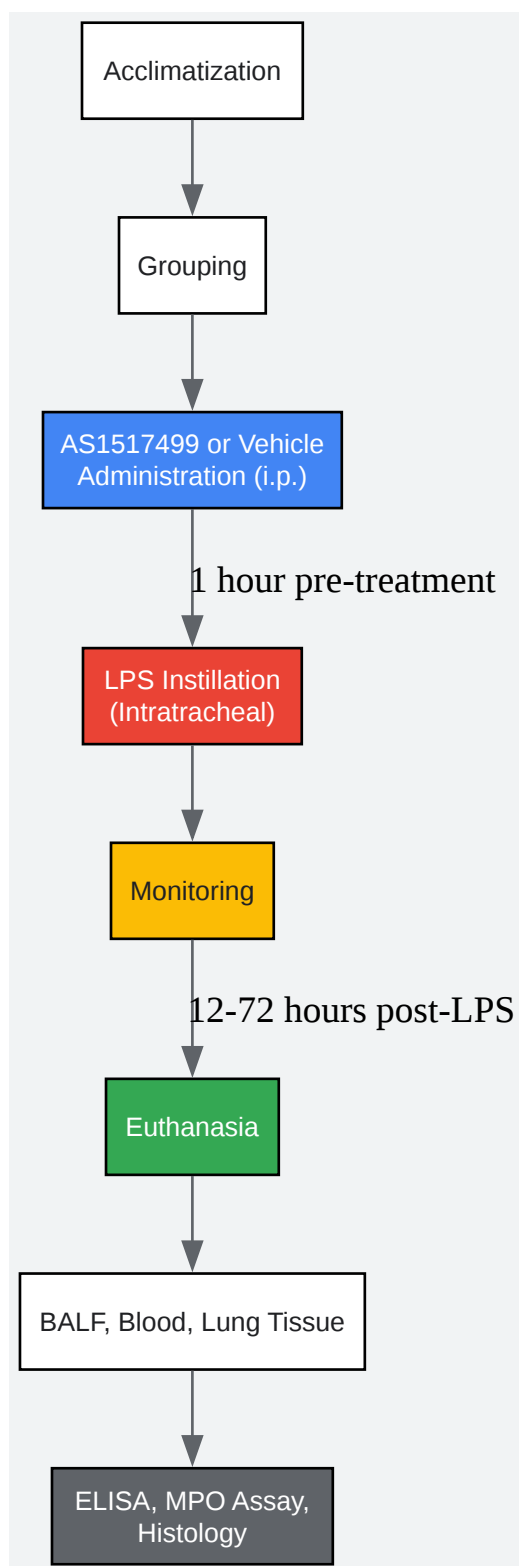 Acclimatization
Grouping
AS1517499 or Vehicle
Administration (i.p.)
1 hour pre-treatment
LPS Instillation
(Intratracheal)
Monitoring
12-72 hours post-LPS
Euthanasia
BALF, Blood, Lung Tissue
ELISA, MPO Assay,
Histology